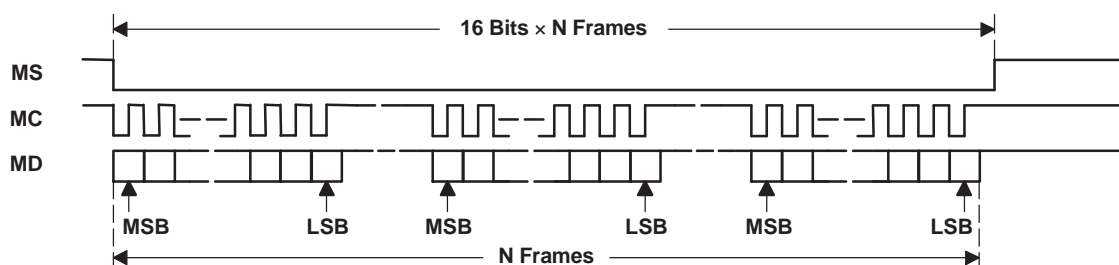 16 Bits × N Frames
MS
MC
MD
MSB LSB MSB LSB MSB LSB
N Frames